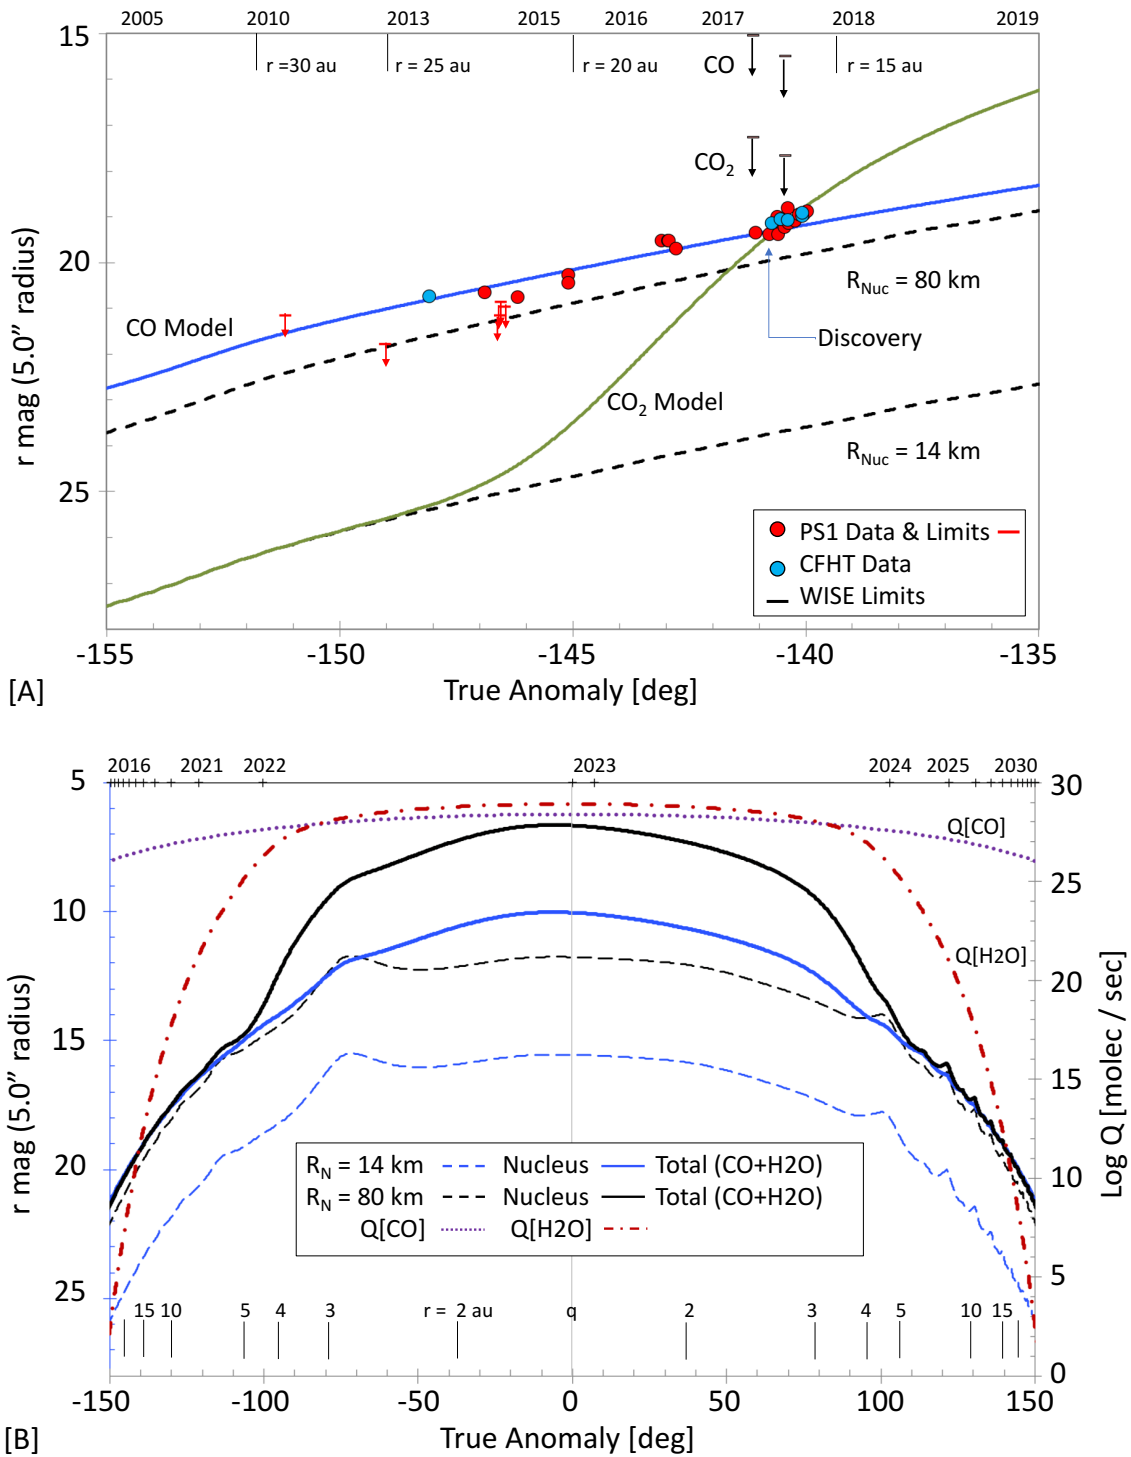 2005 2010 2013 2015 2016 2017 2018 2019
15
r =30 au r = 25 au r = 20 au CO r = 15 au
CO₂
20
R_Nuc = 80 km
CO Model
Discovery
CO₂ Model
R_Nuc = 14 km
25
PS1 Data & Limits
CFHT Data
WISE Limits
r mag (5.0” radius)
-155 -150 -145 -140 -135
[A] True Anomaly [deg]
2016 2021 2022 2023 2024 2025 2030
5 30
Q[CO]
25
10
Q[H2O]
20
15 15
R_N = 14 km Nucleus Total (CO+H2O)
R_N = 80 km Nucleus Total (CO+H2O)
Q[CO] Q[H2O]
20 10
25 5
15 10 5 4 3 r = 2 au q 2 3 4 5 10 15
0
r mag (5.0” radius)
Log Q [molec / sec]
-150 -100 -50 0 50 100 150
[B] True Anomaly [deg]